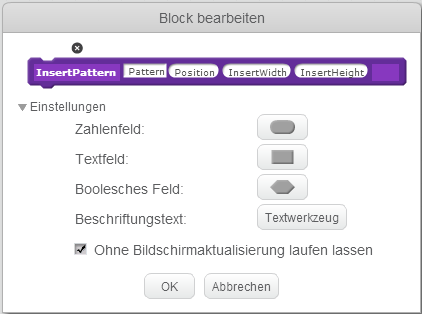 Block bearbeiten
InsertPattern Pattern Position InsertWidth InsertHeight
Einstellungen
Zahlenfeld:
Textfeld:
Boolesches Feld:
Beschriftungstext: Textwerkzeug
Ohne Bildschirmaktualisierung laufen lassen
OK Abbrechen